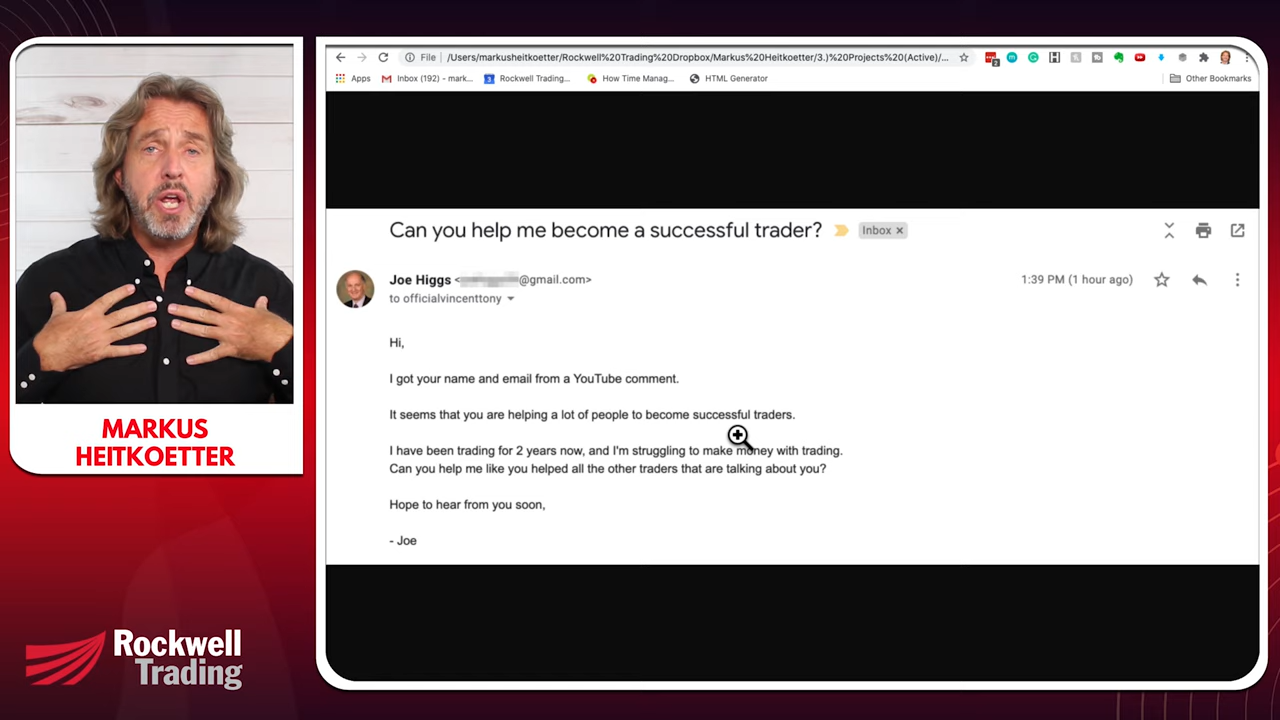 File
/Users/markusheitkoetter/Rockwell%20Trading%20Dropbox/Markus%20Heitkoetter/3.)%20Projects%20(Active)/...
Apps
Inbox (192) - mark...
Rockwell Trading...
How Time Manag...
HTML Generator
Other Bookmarks
Can you help me become a successful trader?
Inbox ×
Joe Higgs < @gmail.com>
1:39 PM (1 hour ago)
to officialvincenttony
Hi,
I got your name and email from a YouTube comment.
It seems that you are helping a lot of people to become successful traders.
I have been trading for 2 years now, and I'm struggling to make money with trading.
Can you help me like you helped all the other traders that are talking about you?
Hope to hear from you soon,
- Joe
MARKUS
HEITKOETTER
Rockwell
Trading